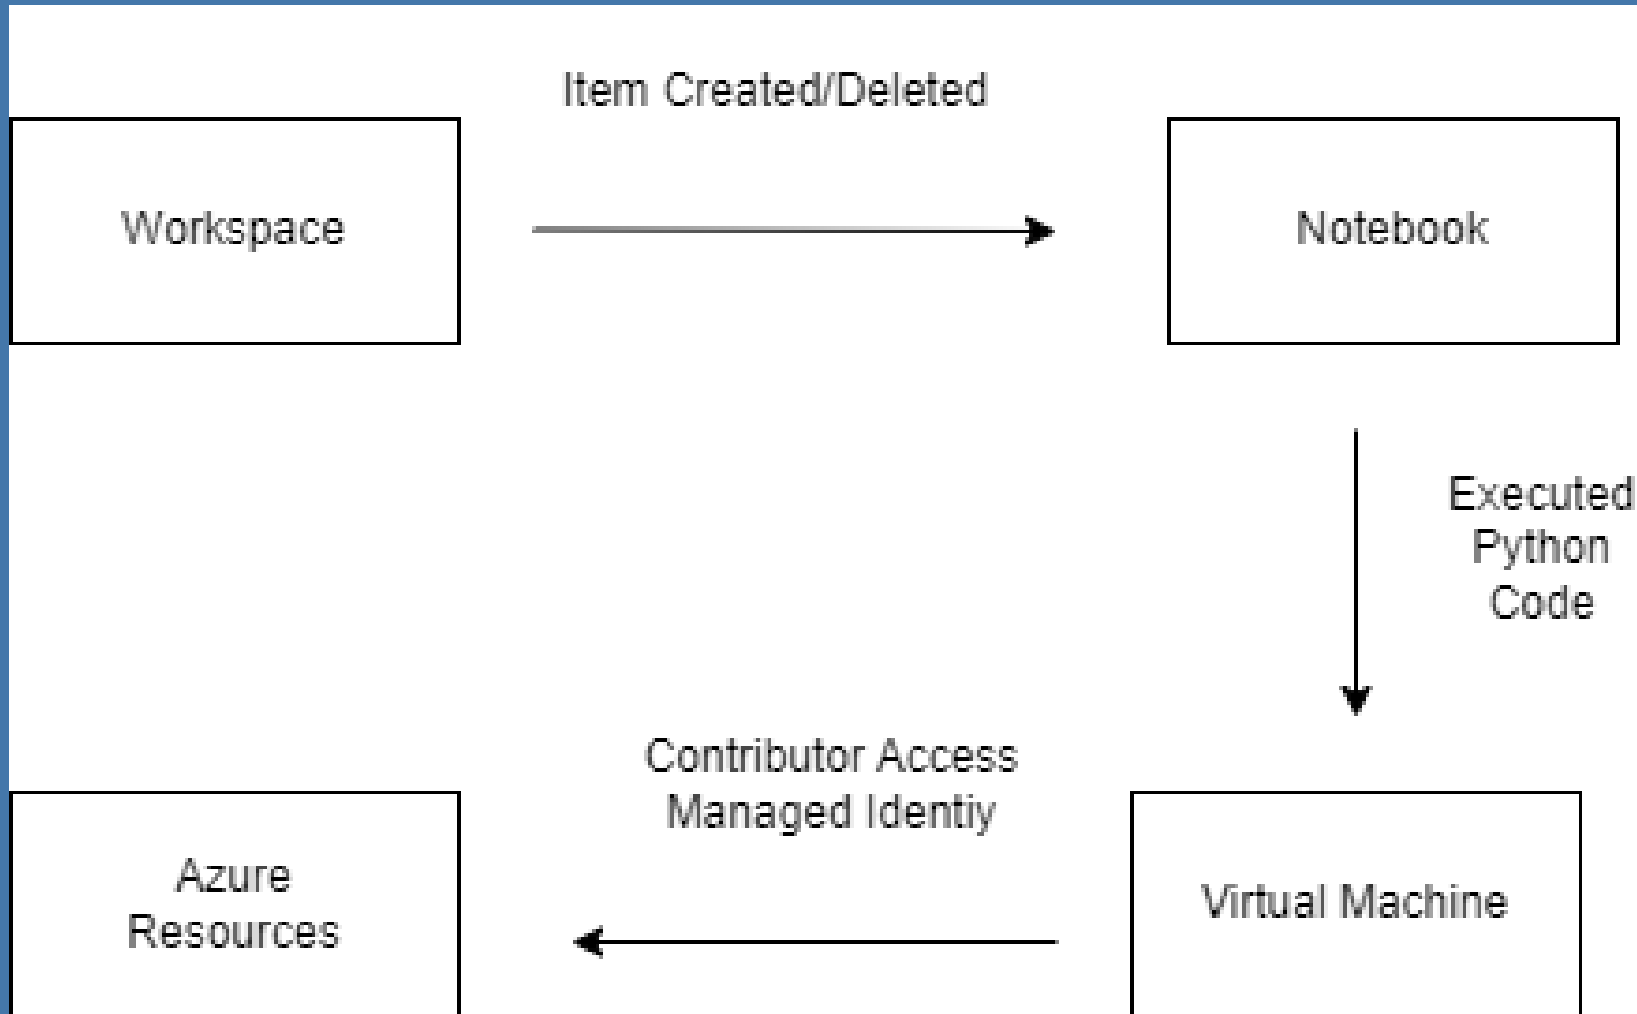 Item Created/Deleted
Workspace
Notebook
Executed
Python
Code
Contributor Access
Managed Identiy
Azure
Resources
Virtual Machine